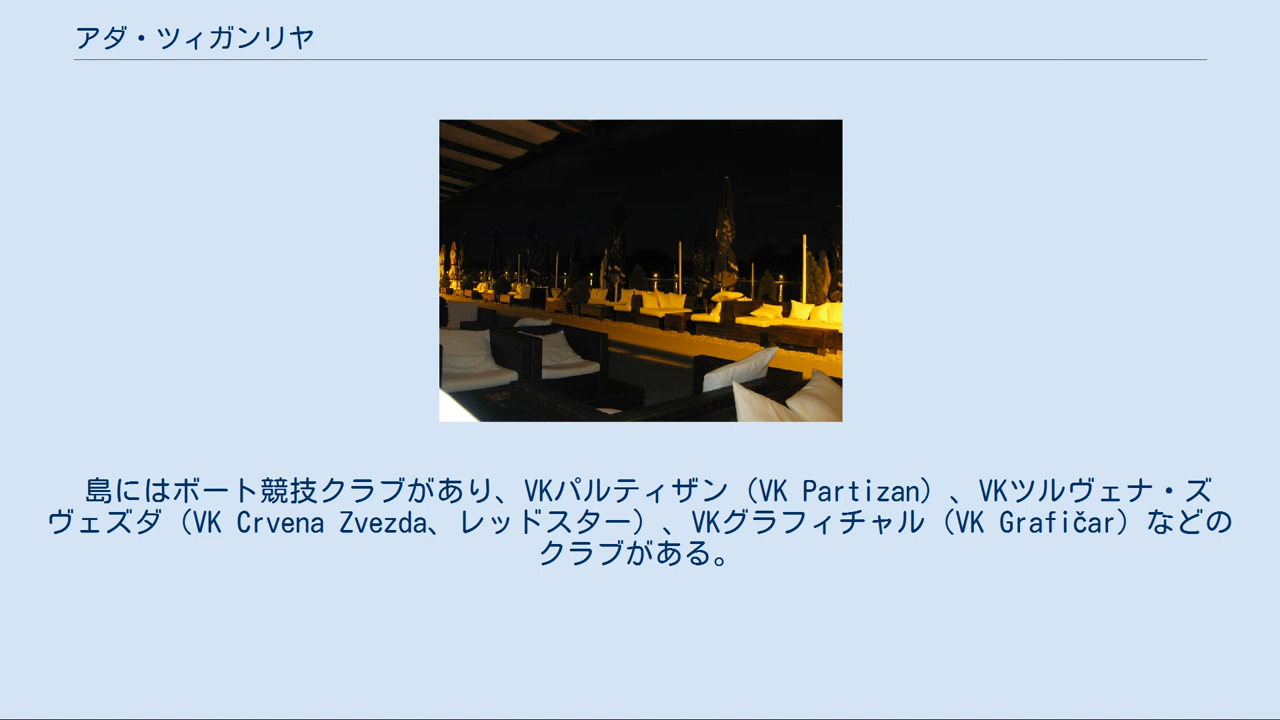 アダ・ツィガンリヤ
島にはボート競技クラブがあり、VKパルティザン（VK Partizan）、VKツルヴェナ・ズ
ヴェズダ（VK Crvena Zvezda、レッドスター）、VKグラフィチャル（VK Grafičar）などの
クラブがある。